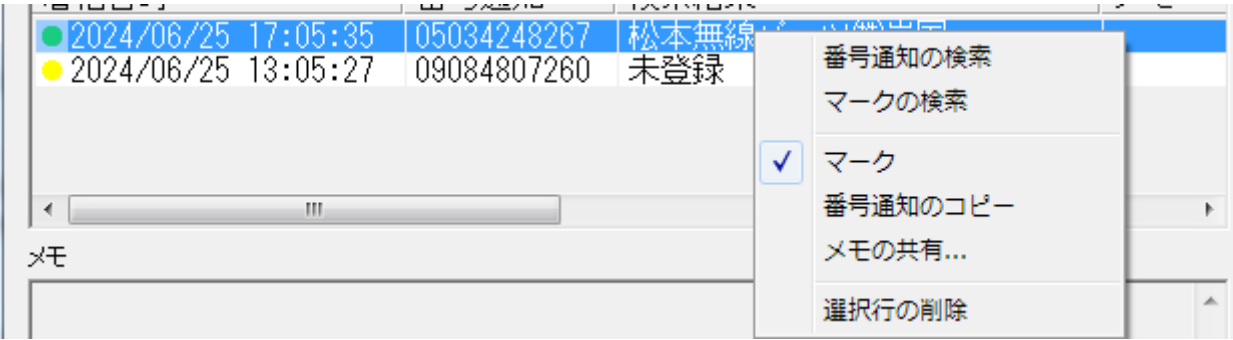 2024/06/25 17:05:35 05034248267 松本無線
2024/06/25 13:05:27 09084807260 未登録
番号通知の検索
マークの検索
マーク
番号通知のコピー
メモの共有...
選択行の削除
メモ